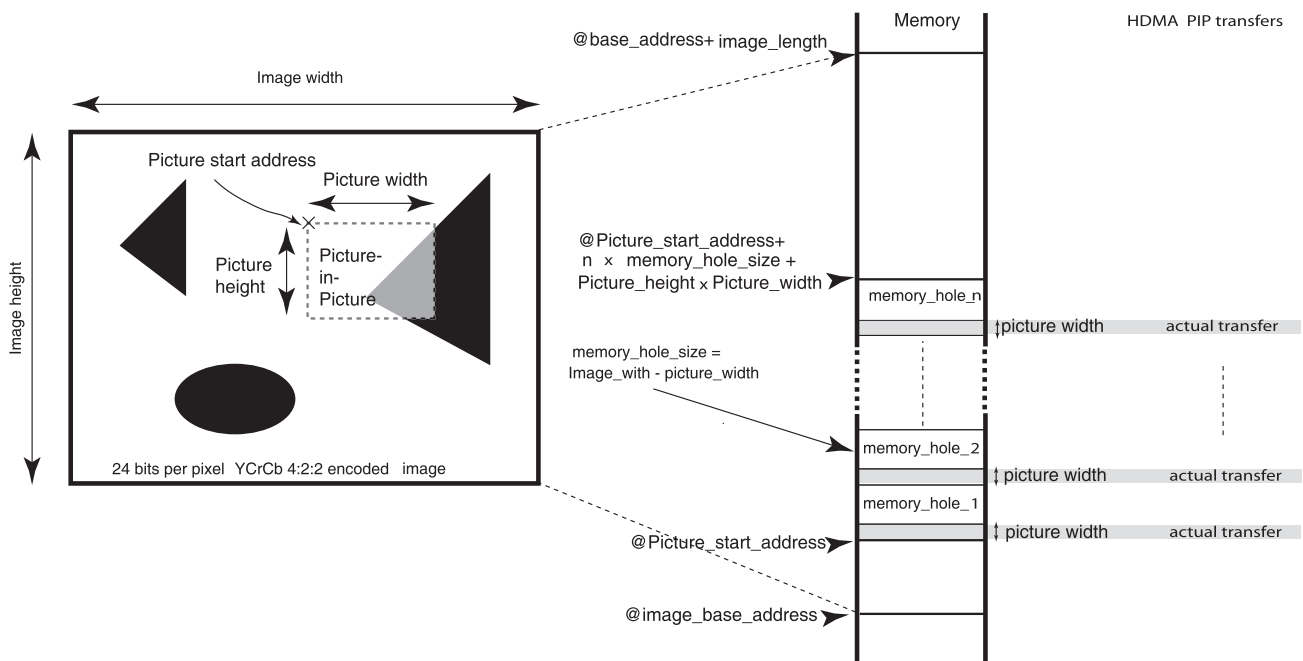 Memory
HDMA PIP transfers
@base_address+ image_length
Image width
Picture start address
Picture width
Image height
Picture
height
Picture-
in-
Picture
24 bits per pixel YCrCb 4:2:2 encoded image
@Picture_start_address+
n x memory_hole_size +
Picture_height x Picture_width
memory_hole_n
picture width
actual transfer
memory_hole_size =
Image_with - picture_width
memory_hole_2
picture width
actual transfer
memory_hole_1
picture width
actual transfer
@Picture_start_address
@image_base_address